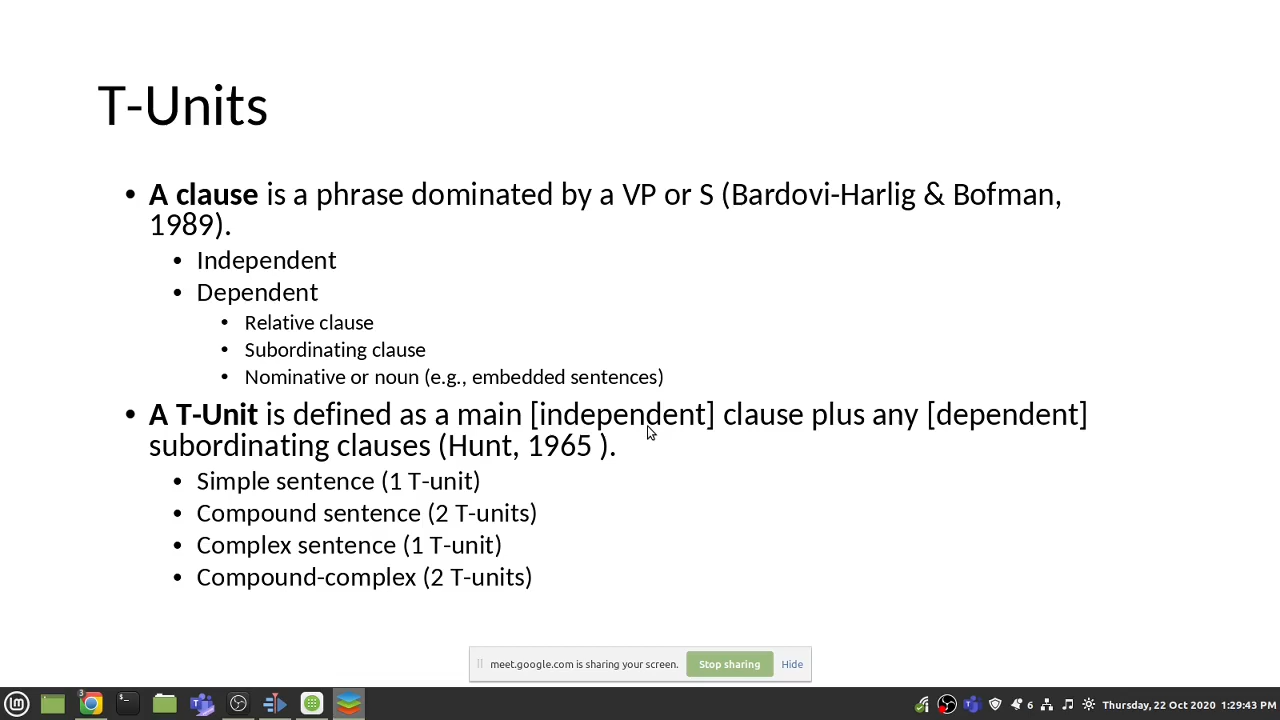 T-Units
• A clause is a phrase dominated by a VP or S (Bardovi-Harlig & Bofman,
1989).
• Independent
• Dependent
• Relative clause
• Subordinating clause
• Nominative or noun (e.g., embedded sentences)
• A T-Unit is defined as a main [independent] clause plus any [dependent]
subordinating clauses (Hunt, 1965 ).
• Simple sentence (1 T-unit)
• Compound sentence (2 T-units)
• Complex sentence (1 T-unit)
• Compound-complex (2 T-units)
meet.google.com is sharing your screen. Stop sharing Hide
3 6 Thursday, 22 Oct 2020 1:29:43 PM